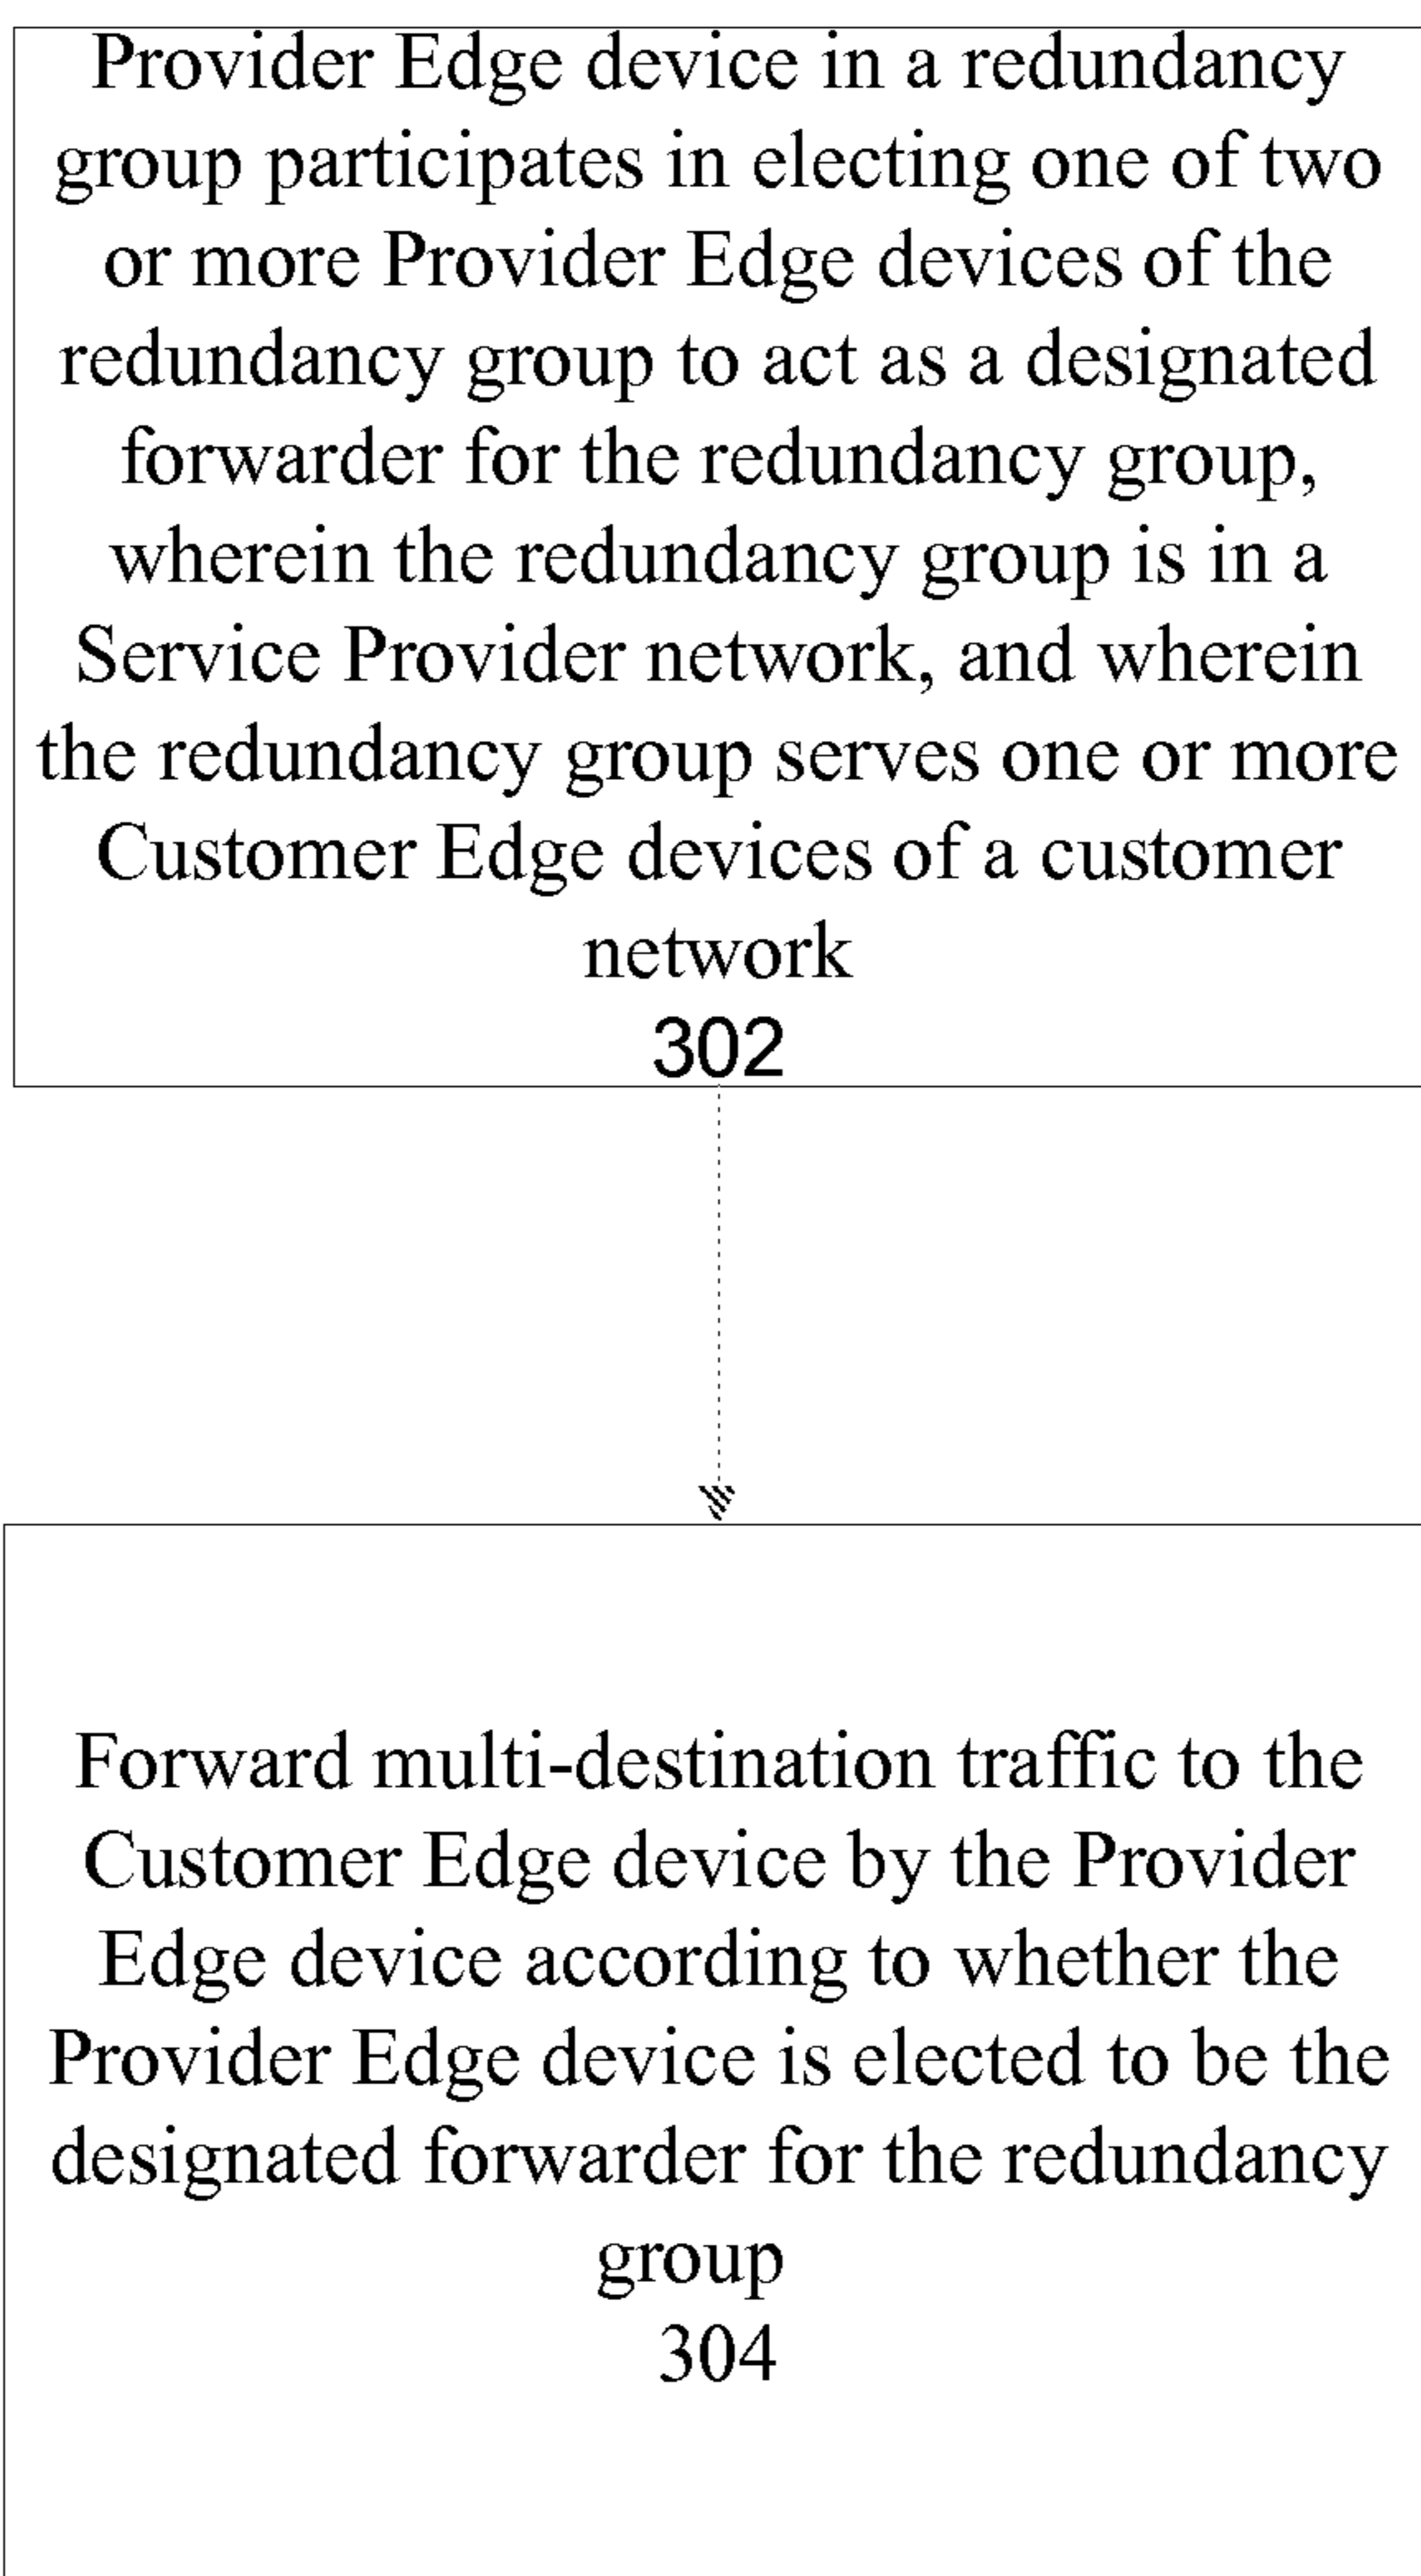 Provider Edge device in a redundancy
group participates in electing one of two
or more Provider Edge devices of the
redundancy group to act as a designated
forwarder for the redundancy group,
wherein the redundancy group is in a
Service Provider network, and wherein
the redundancy group serves one or more
Customer Edge devices of a customer
network
302
Forward multi-destination traffic to the
Customer Edge device by the Provider
Edge device according to whether the
Provider Edge device is elected to be the
designated forwarder for the redundancy
group
304